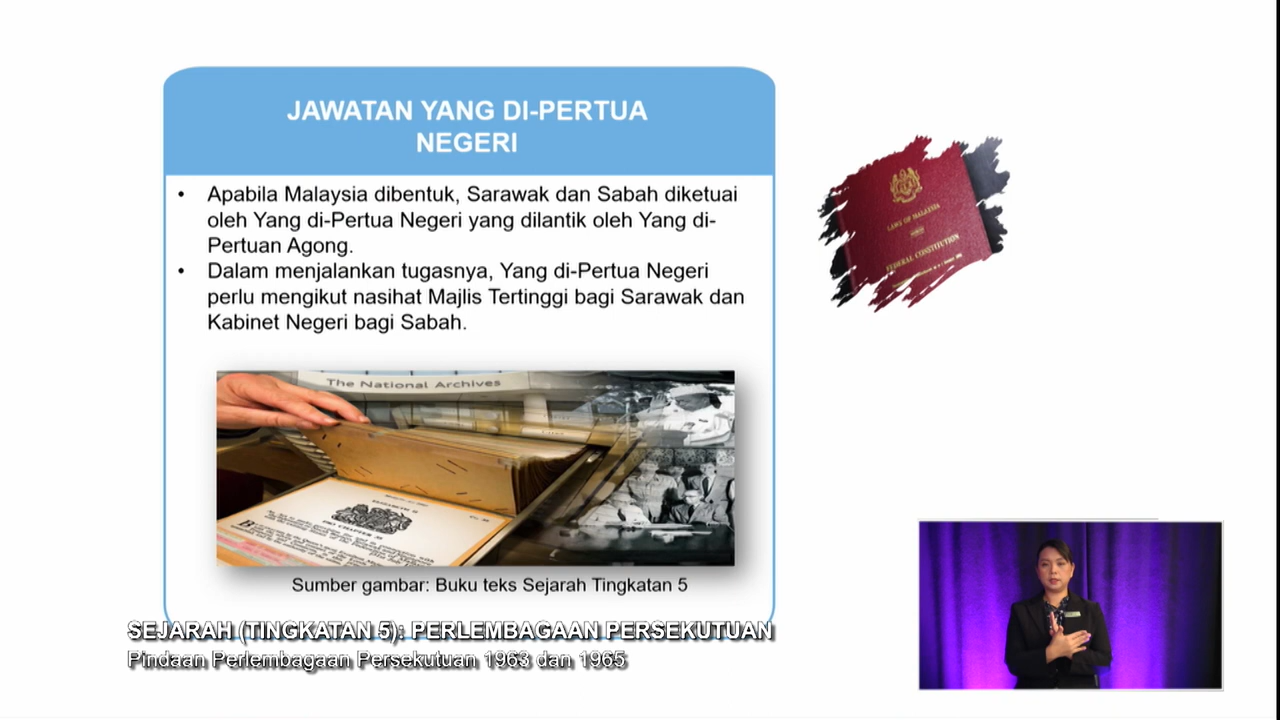 JAWATAN YANG DI-PERTUA
NEGERI
• Apabila Malaysia dibentuk, Sarawak dan Sabah diketuai
oleh Yang di-Pertua Negeri yang dilantik oleh Yang di-
Pertuan Agong.
• Dalam menjalankan tugasnya, Yang di-Pertua Negeri
perlu mengikut nasihat Majlis Tertinggi bagi Sarawak dan
Kabinet Negeri bagi Sabah.
LAWS OF MALAYSIA
FEDERAL CONSTITUTION
The National Archives
Sumber gambar: Buku teks Sejarah Tingkatan 5
SEJARAH (TINGKATAN 5): PERLEMBAGAAN PERSEKUTUAN
Pindaan Perlembagaan Persekutuan 1963 dan 1965